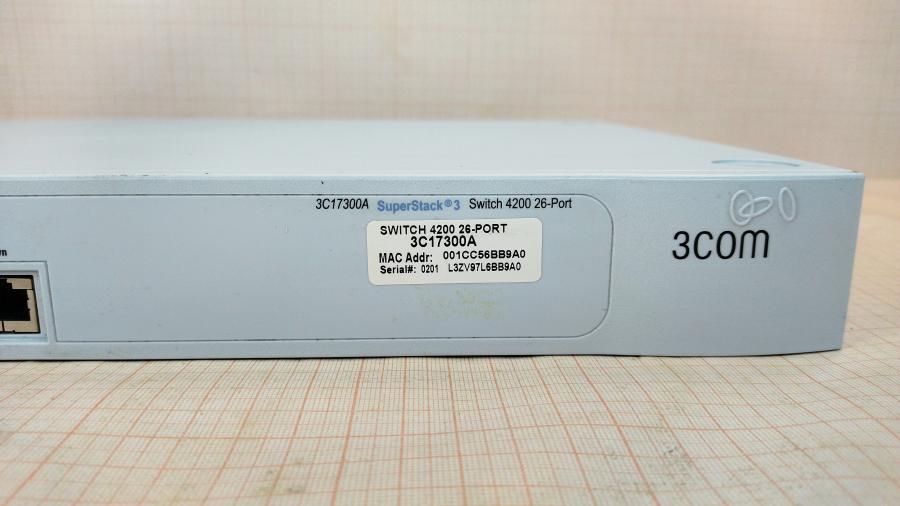 3C17300A SuperStack®3 Switch 4200 26-Port
SWITCH 4200 26-PORT
3C17300A
MAC Addr: 001CC56BB9A0
Serial#: 0201 L3ZV97L6BB9A0
3COM